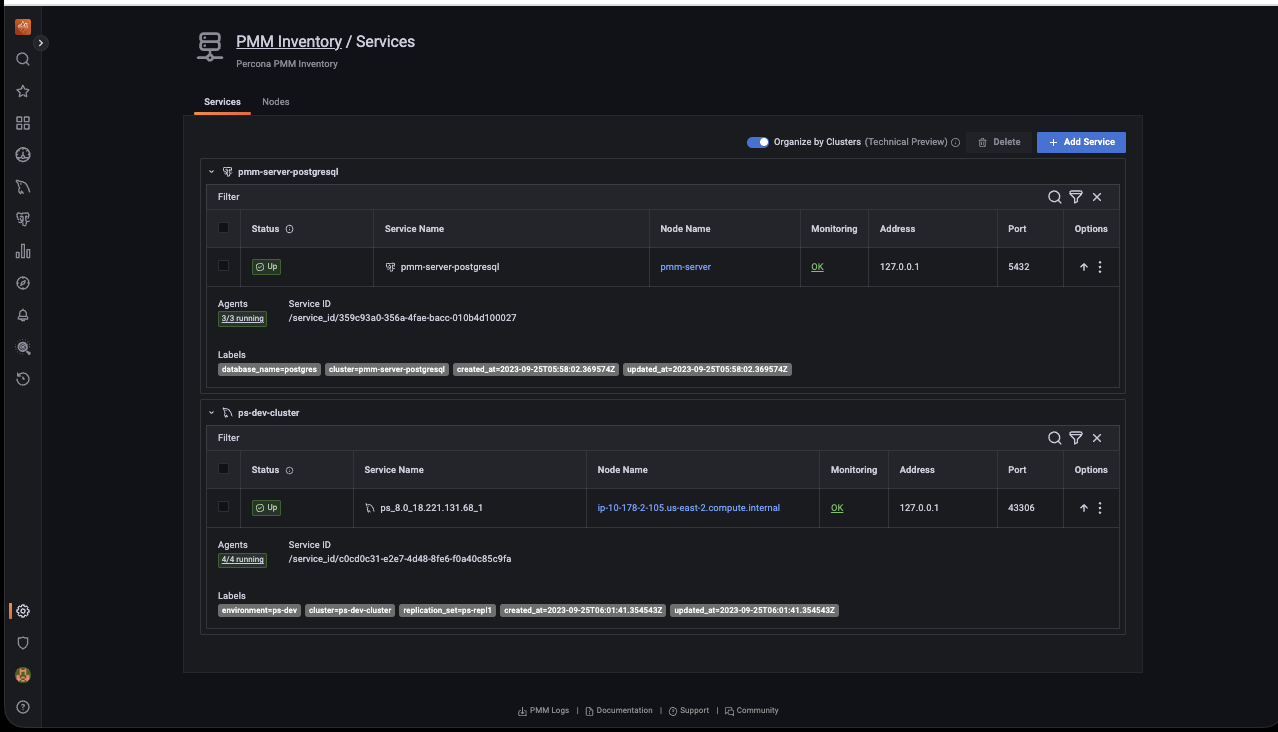 PMM Inventory / Services
Percona PMM Inventory
Services Nodes
Organize by Clusters (Technical Preview) Delete + Add Service
pmm-server-postgresql
Filter
Status Service Name Node Name Monitoring Address Port Options
Up pmm-server-postgresql pmm-server OK 127.0.0.1 5432
Agents Service ID
3/3 running /service_id/359c93a0-356a-4fae-bacc-010b4d100027
Labels
database_name=postgres cluster=pmm-server-postgresql created_at=2023-09-25T05:58:02.369574Z updated_at=2023-09-25T05:58:02.369574Z
ps-dev-cluster
Filter
Status Service Name Node Name Monitoring Address Port Options
Up ps_8.0_18.221.131.68_1 ip-10-178-2-105.us-east-2.compute.internal OK 127.0.0.1 43306
Agents Service ID
4/4 running /service_id/c0cd0c31-e2e7-4d48-8fe6-f0a40c85c9fa
Labels
environment=ps-dev cluster=ps-dev-cluster replication_set=ps-repl1 created_at=2023-09-25T06:01:41.354543Z updated_at=2023-09-25T06:01:41.354543Z
PMM Logs | Documentation | Support | Community